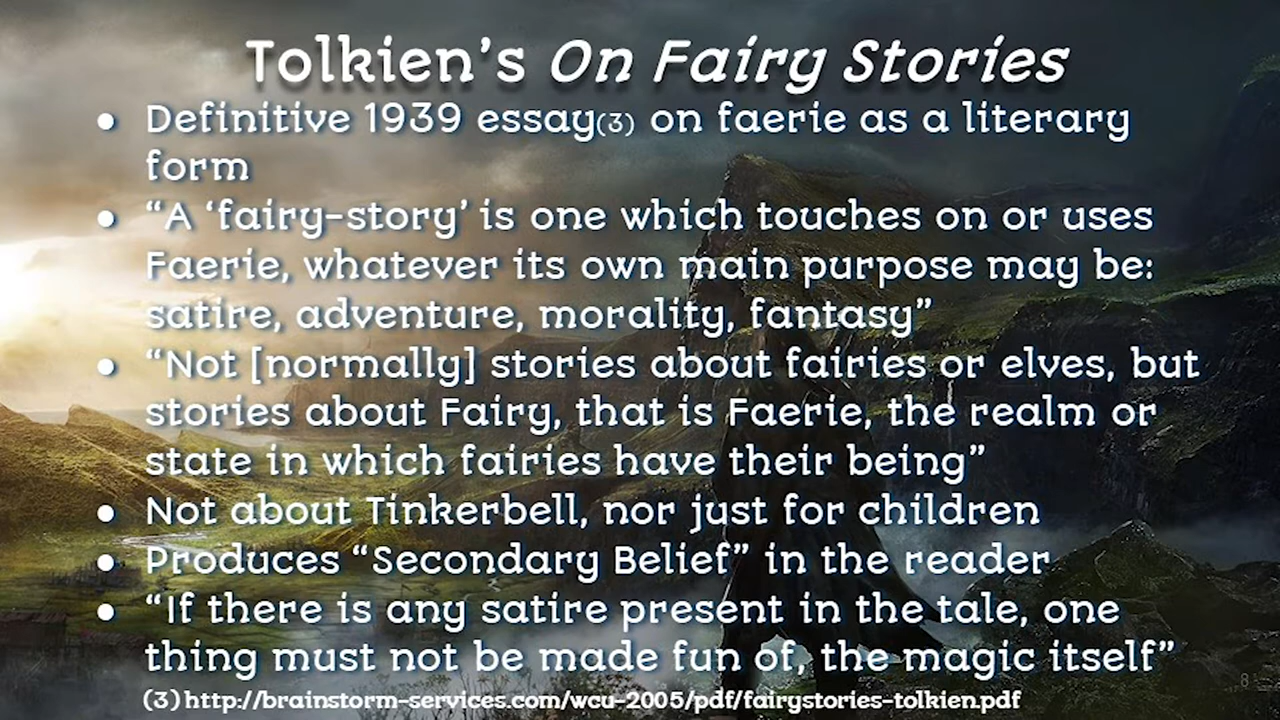 Tolkien’s On Fairy Stories
● Definitive 1939 essay(3) on faerie as a literary
form
● “A ‘fairy-story’ is one which touches on or uses
Faerie, whatever its own main purpose may be:
satire, adventure, morality, fantasy”
● “Not [normally] stories about fairies or elves, but
stories about Fairy, that is Faerie, the realm or
state in which fairies have their being”
● Not about Tinkerbell, nor just for children
● Produces “Secondary Belief” in the reader
● “If there is any satire present in the tale, one
thing must not be made fun of, the magic itself”
(3) http://brainstorm-services.com/wcu-2005/pdf/fairystories-tolkien.pdf
8